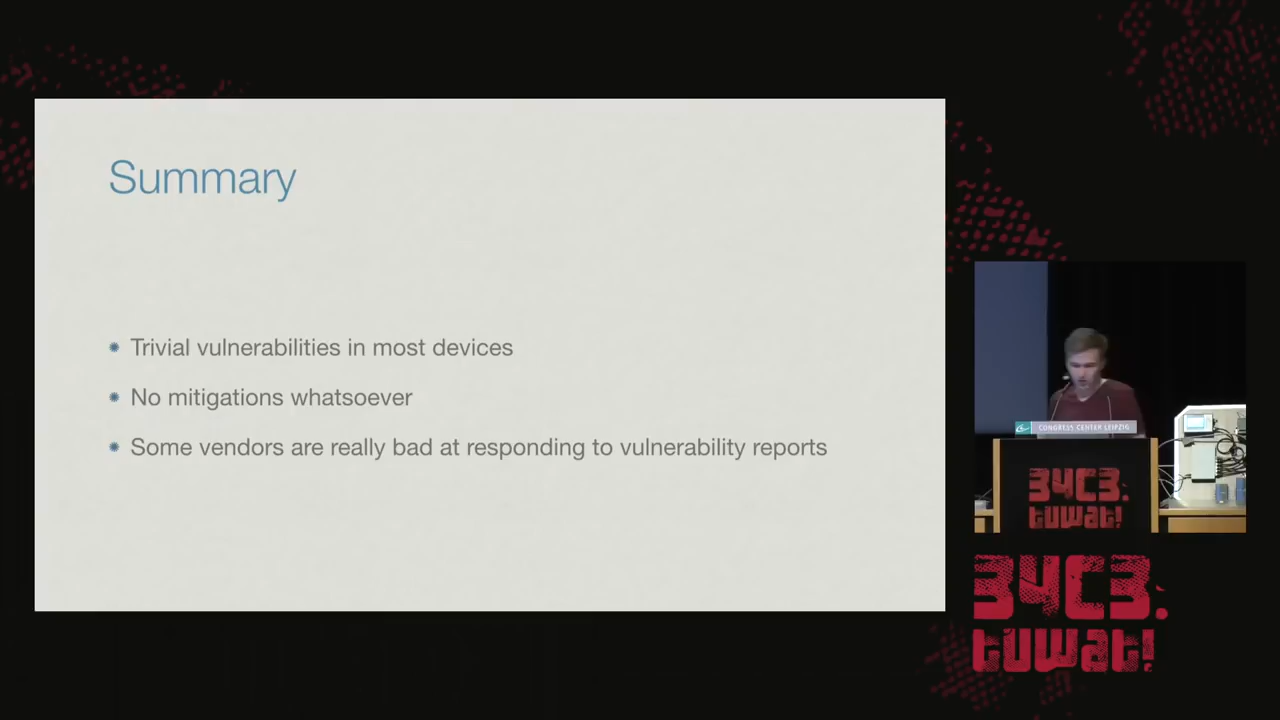 Summary
Trivial vulnerabilities in most devices
No mitigations whatsoever
Some vendors are really bad at responding to vulnerability reports
CONGRESS CENTER LEIPZIG
34C3.
tuwat!
34C3.
tuwat!